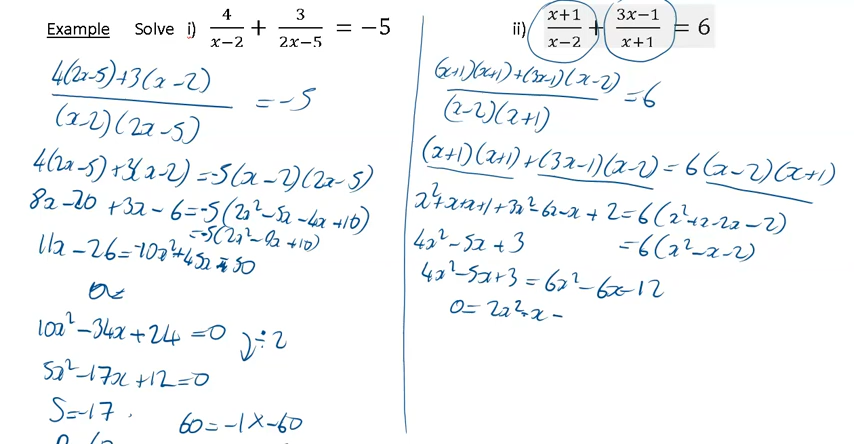 Example Solve i) 4/(x−2) + 3/(2x−5) = −5
4(2x-5)+3(x-2) / (x-2)(2x-5) = -5
4(2x-5)+3(x-2)=-5(x-2)(2x-5)
8x-20+3x-6=-5(2x²-5x-4x+10)
=-5(2x²-9x+10)
11x-26=-10x²+45x-50
10x²-34x+24=0 ÷2
5x²-17x+12=0
S=-17
60=-1×-60
ii) (x+1)/(x−2) + (3x−1)/(x+1) = 6
(x+1)(x+1)+(3x-1)(x-2) / (x-2)(x+1) = 6
(x+1)(x+1)+(3x-1)(x-2)=6(x-2)(x+1)
x²+x+x+1+3x²-6x-x+2=6(x²+x-2x-2)
4x²-5x+3 =6(x²-x-2)
4x²-5x+3=6x²-6x-12
0=2x²-x-